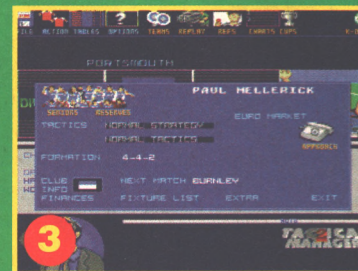 ACTION TABLES OPTIONS TEAMS REPLAY REFS CHARTS CUPS
PORTSMOUTH
PAUL MELLERICK
SENIORS RESERVES
EURO MARKET
TACTICS NORMAL STRATEGY
NORMAL TACTICS
APPROACH
FORMATION 4-4-2
CLUB INFO NEXT MATCH BURNLEY
FINANCES FIXTURE LIST EXTRA EXIT
3
TACTICAL
MANAGER